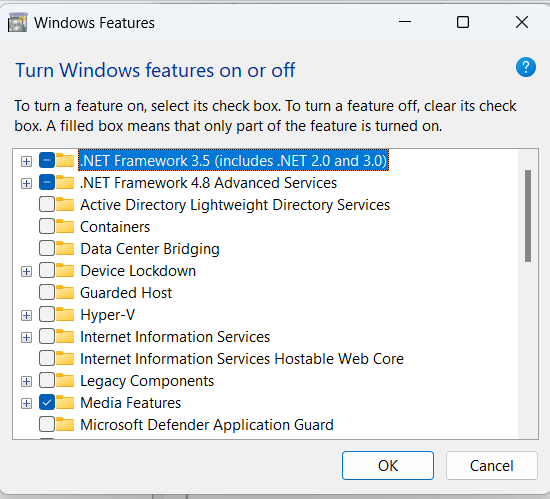 Windows Features
Turn Windows features on or off
To turn a feature on, select its check box. To turn a feature off, clear its check
box. A filled box means that only part of the feature is turned on.
.NET Framework 3.5 (includes .NET 2.0 and 3.0)
.NET Framework 4.8 Advanced Services
Active Directory Lightweight Directory Services
Containers
Data Center Bridging
Device Lockdown
Guarded Host
Hyper-V
Internet Information Services
Internet Information Services Hostable Web Core
Legacy Components
Media Features
Microsoft Defender Application Guard
OK
Cancel